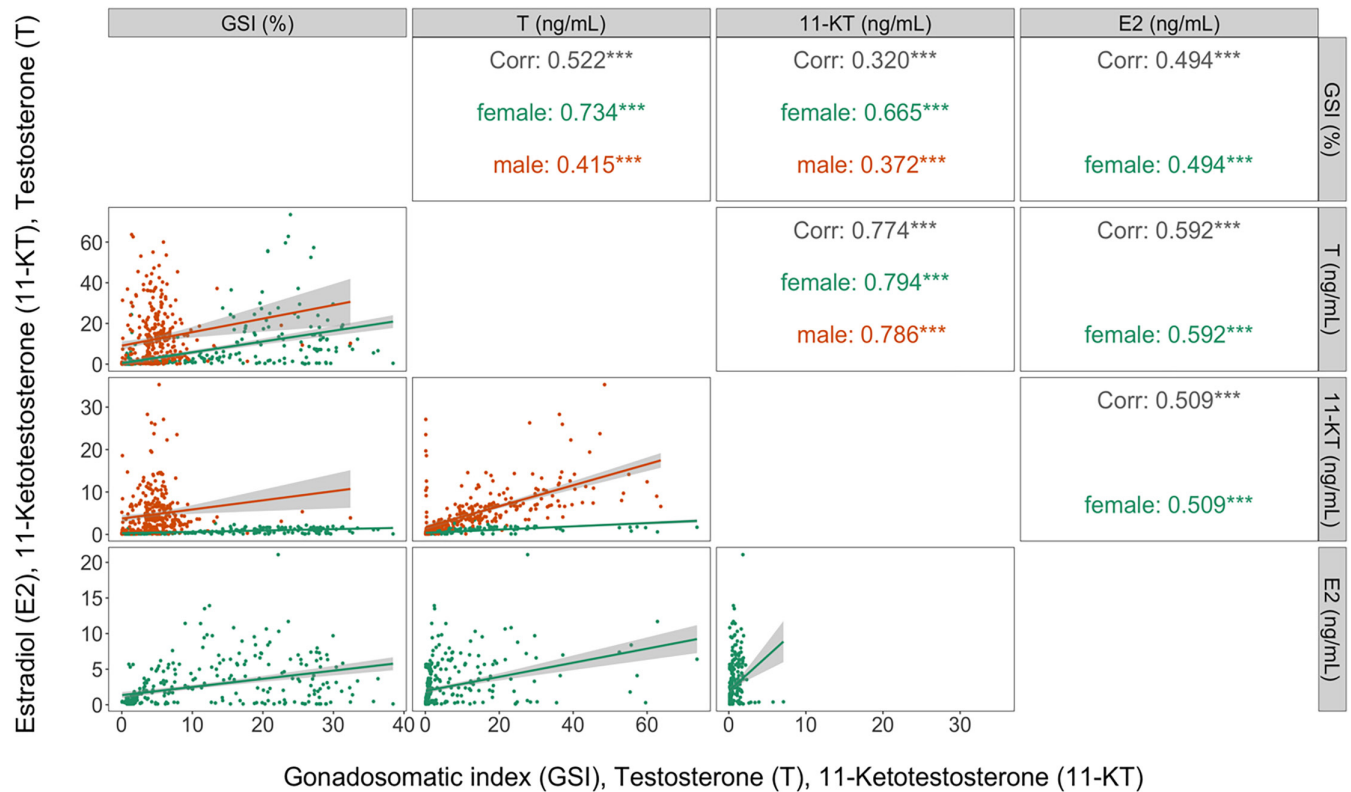 GSI (%) T (ng/mL) 11-KT (ng/mL) E2 (ng/mL)
Estradiol (E2), 11-Ketotestosterone (11-KT), Testosterone (T)
Corr: 0.522*** Corr: 0.320*** Corr: 0.494***
female: 0.734*** female: 0.665***
male: 0.415*** male: 0.372*** female: 0.494***
GSI (%)
Corr: 0.774*** Corr: 0.592***
female: 0.794***
male: 0.786*** female: 0.592***
T (ng/mL)
60
40
20
0
Corr: 0.509***
female: 0.509***
11-KT (ng/mL)
30
20
10
0
E2 (ng/mL)
20
15
10
5
0
0 10 20 30 40 0 20 40 60 0 10 20 30
Gonadosomatic index (GSI), Testosterone (T), 11-Ketotestosterone (11-KT)